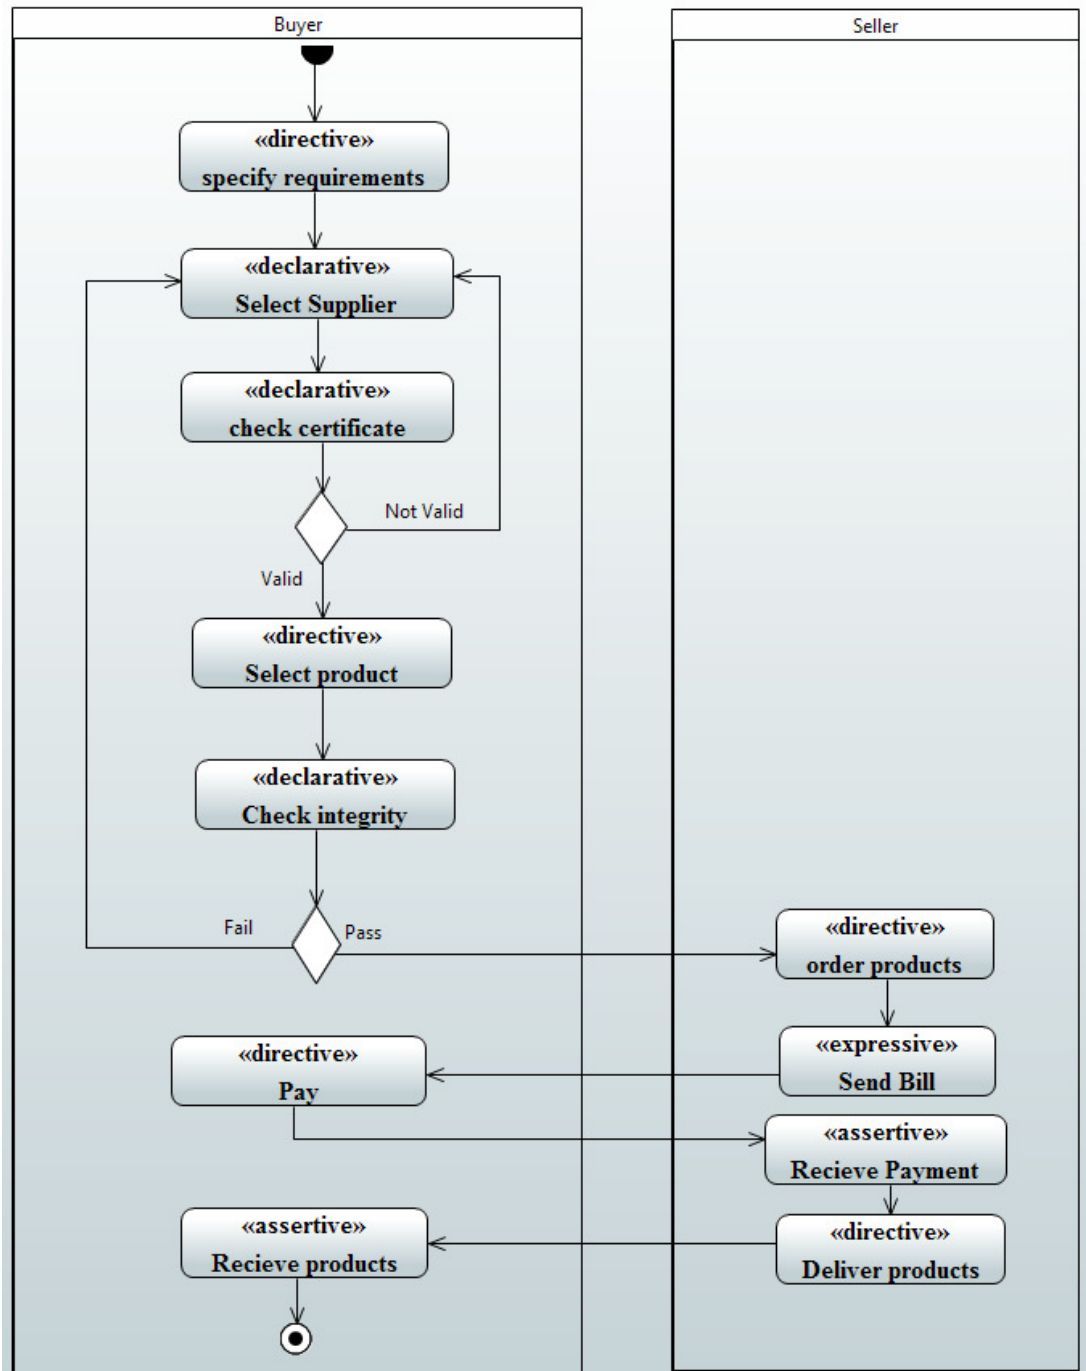 Buyer
Seller
«directive»
specify requirements
«declarative»
Select Supplier
«declarative»
check certificate
Not Valid
Valid
«directive»
Select product
«declarative»
Check integrity
Fail
Pass
«directive»
order products
«expressive»
Send Bill
«directive»
Pay
«assertive»
Recieve Payment
«directive»
Deliver products
«assertive»
Recieve products